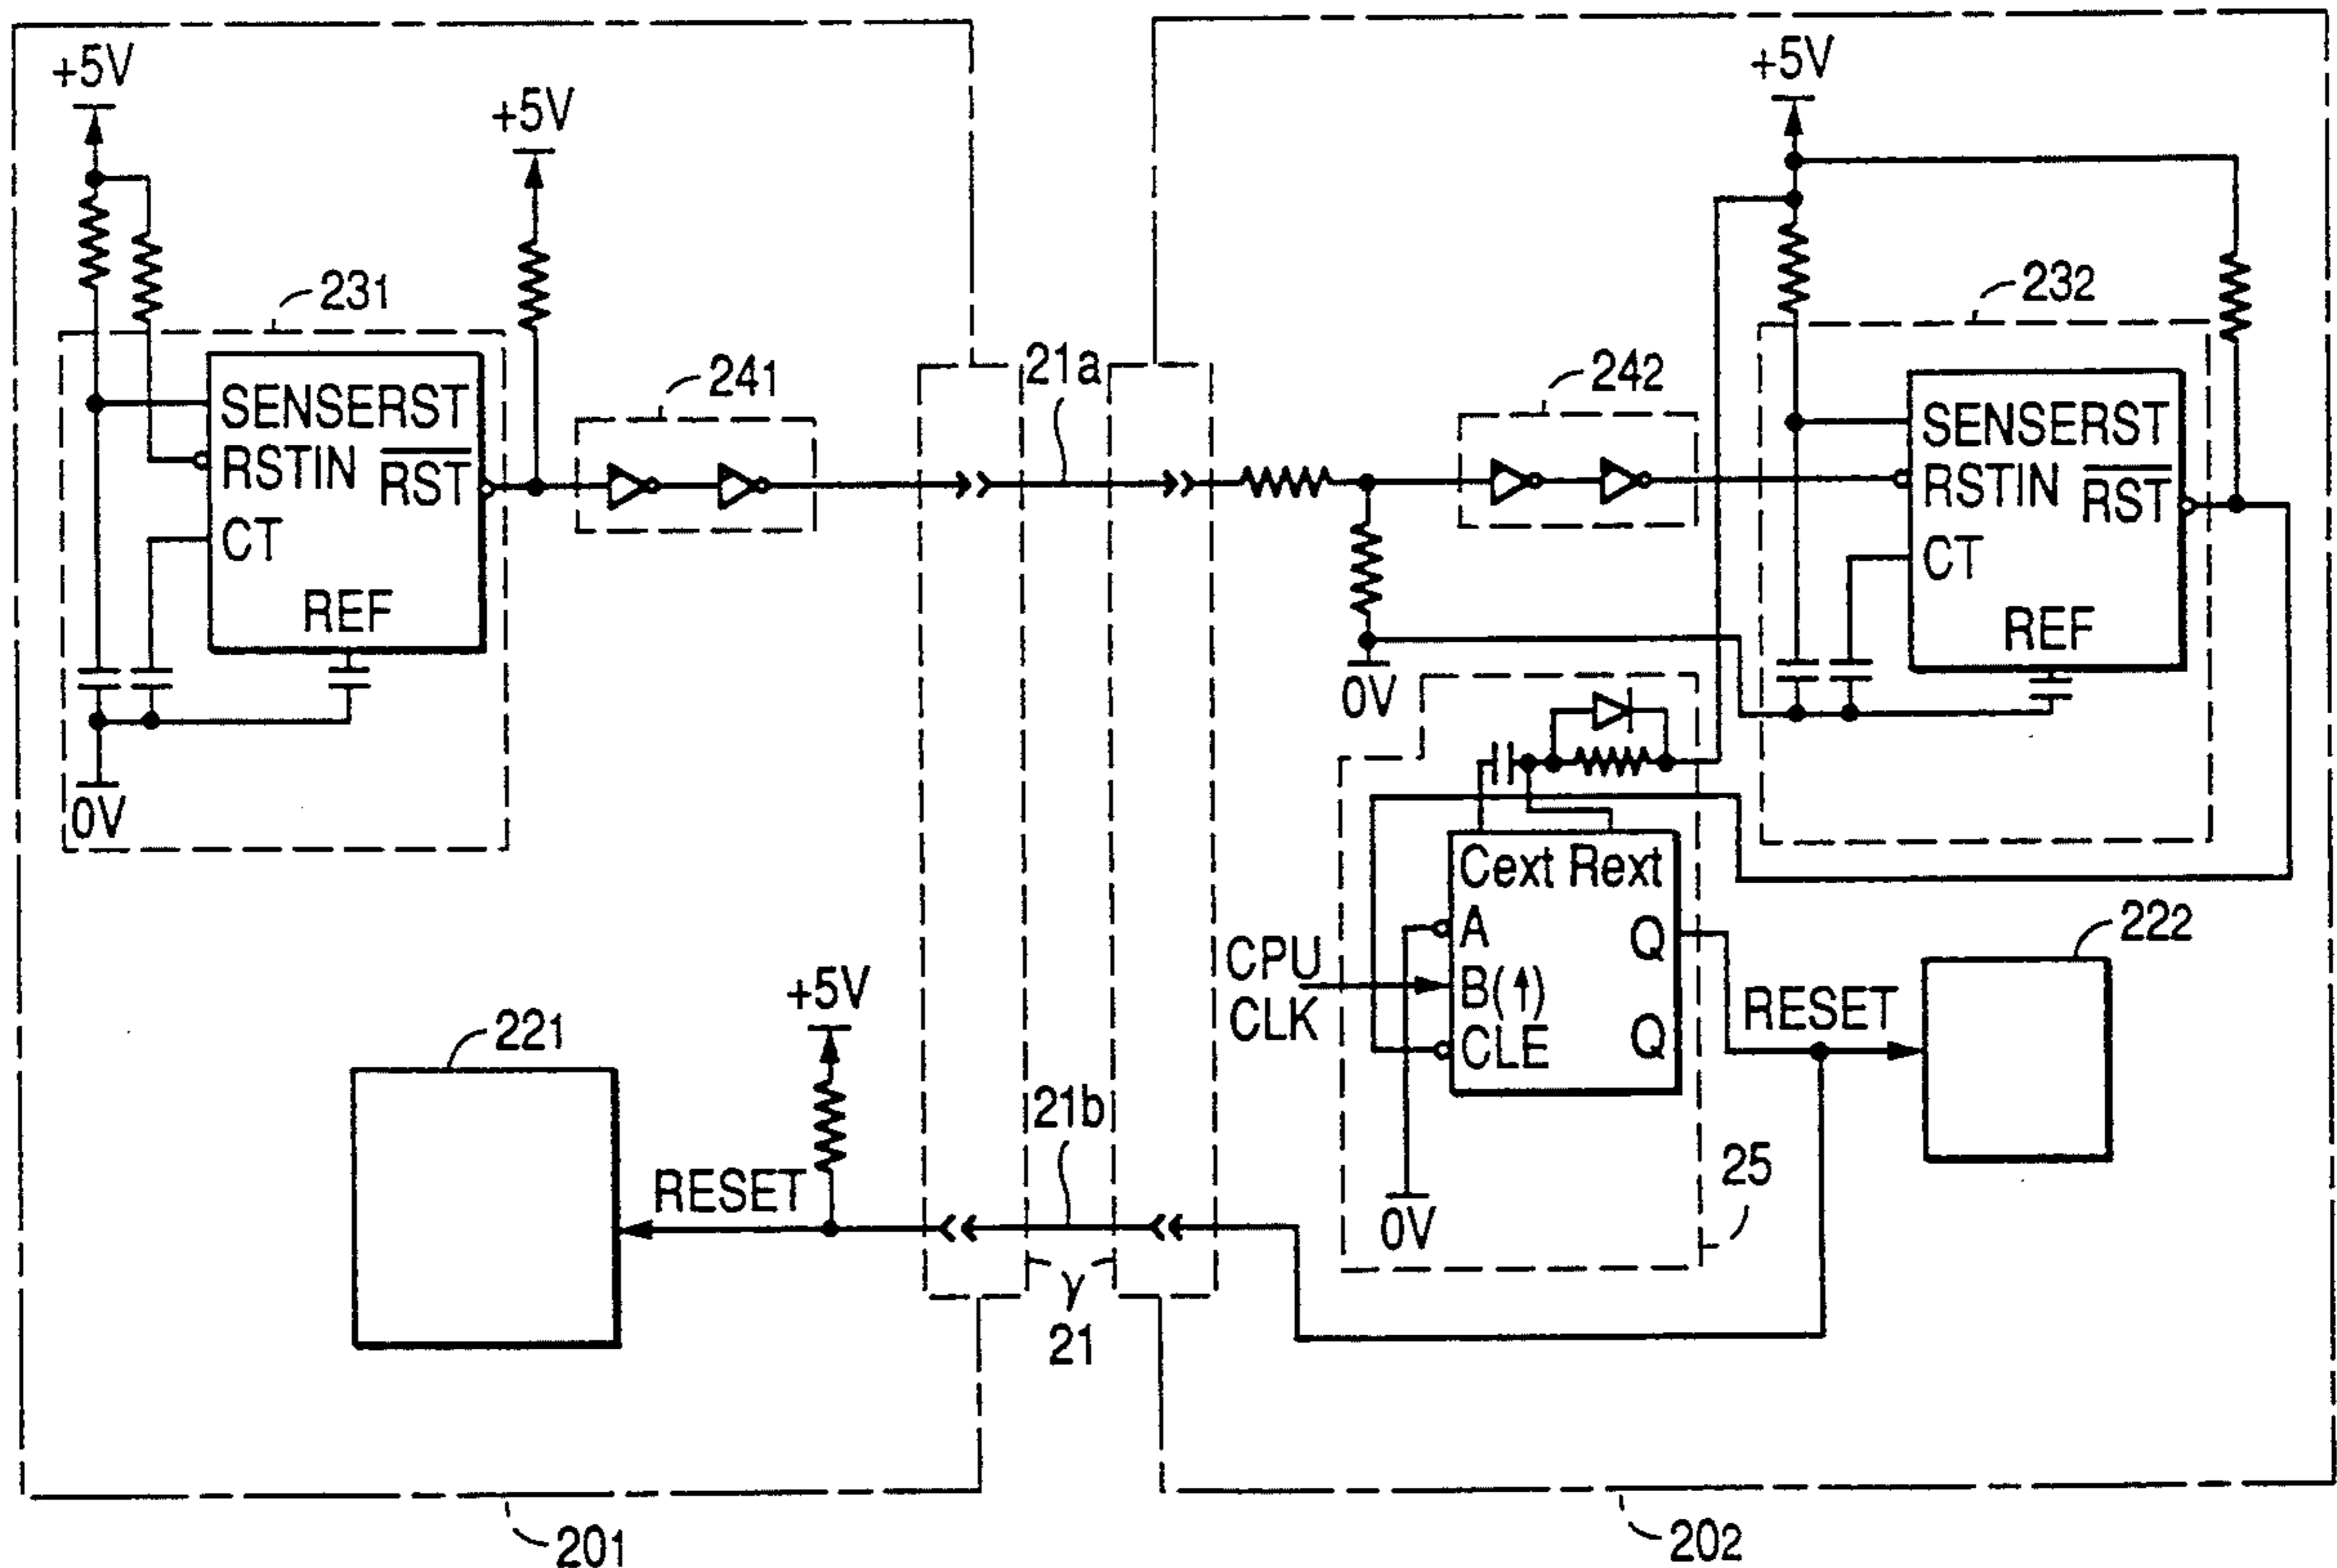 +5V
+5V
+5V
231
232
241
21a
242
SENSERST
RSTIN
RST
CT
REF
0V
SENSERST
RSTIN
RST
CT
REF
0V
Cext Rext
A
B(↑)
CLE
Q
Q
CPU
CLK
0V
RESET
222
25
+5V
221
RESET
21b
21
201
202